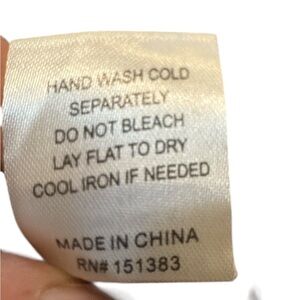 HAND WASH COLD
SEPARATELY
DO NOT BLEACH
LAY FLAT TO DRY
COOL IRON IF NEEDED
MADE IN CHINA
RN# 151383